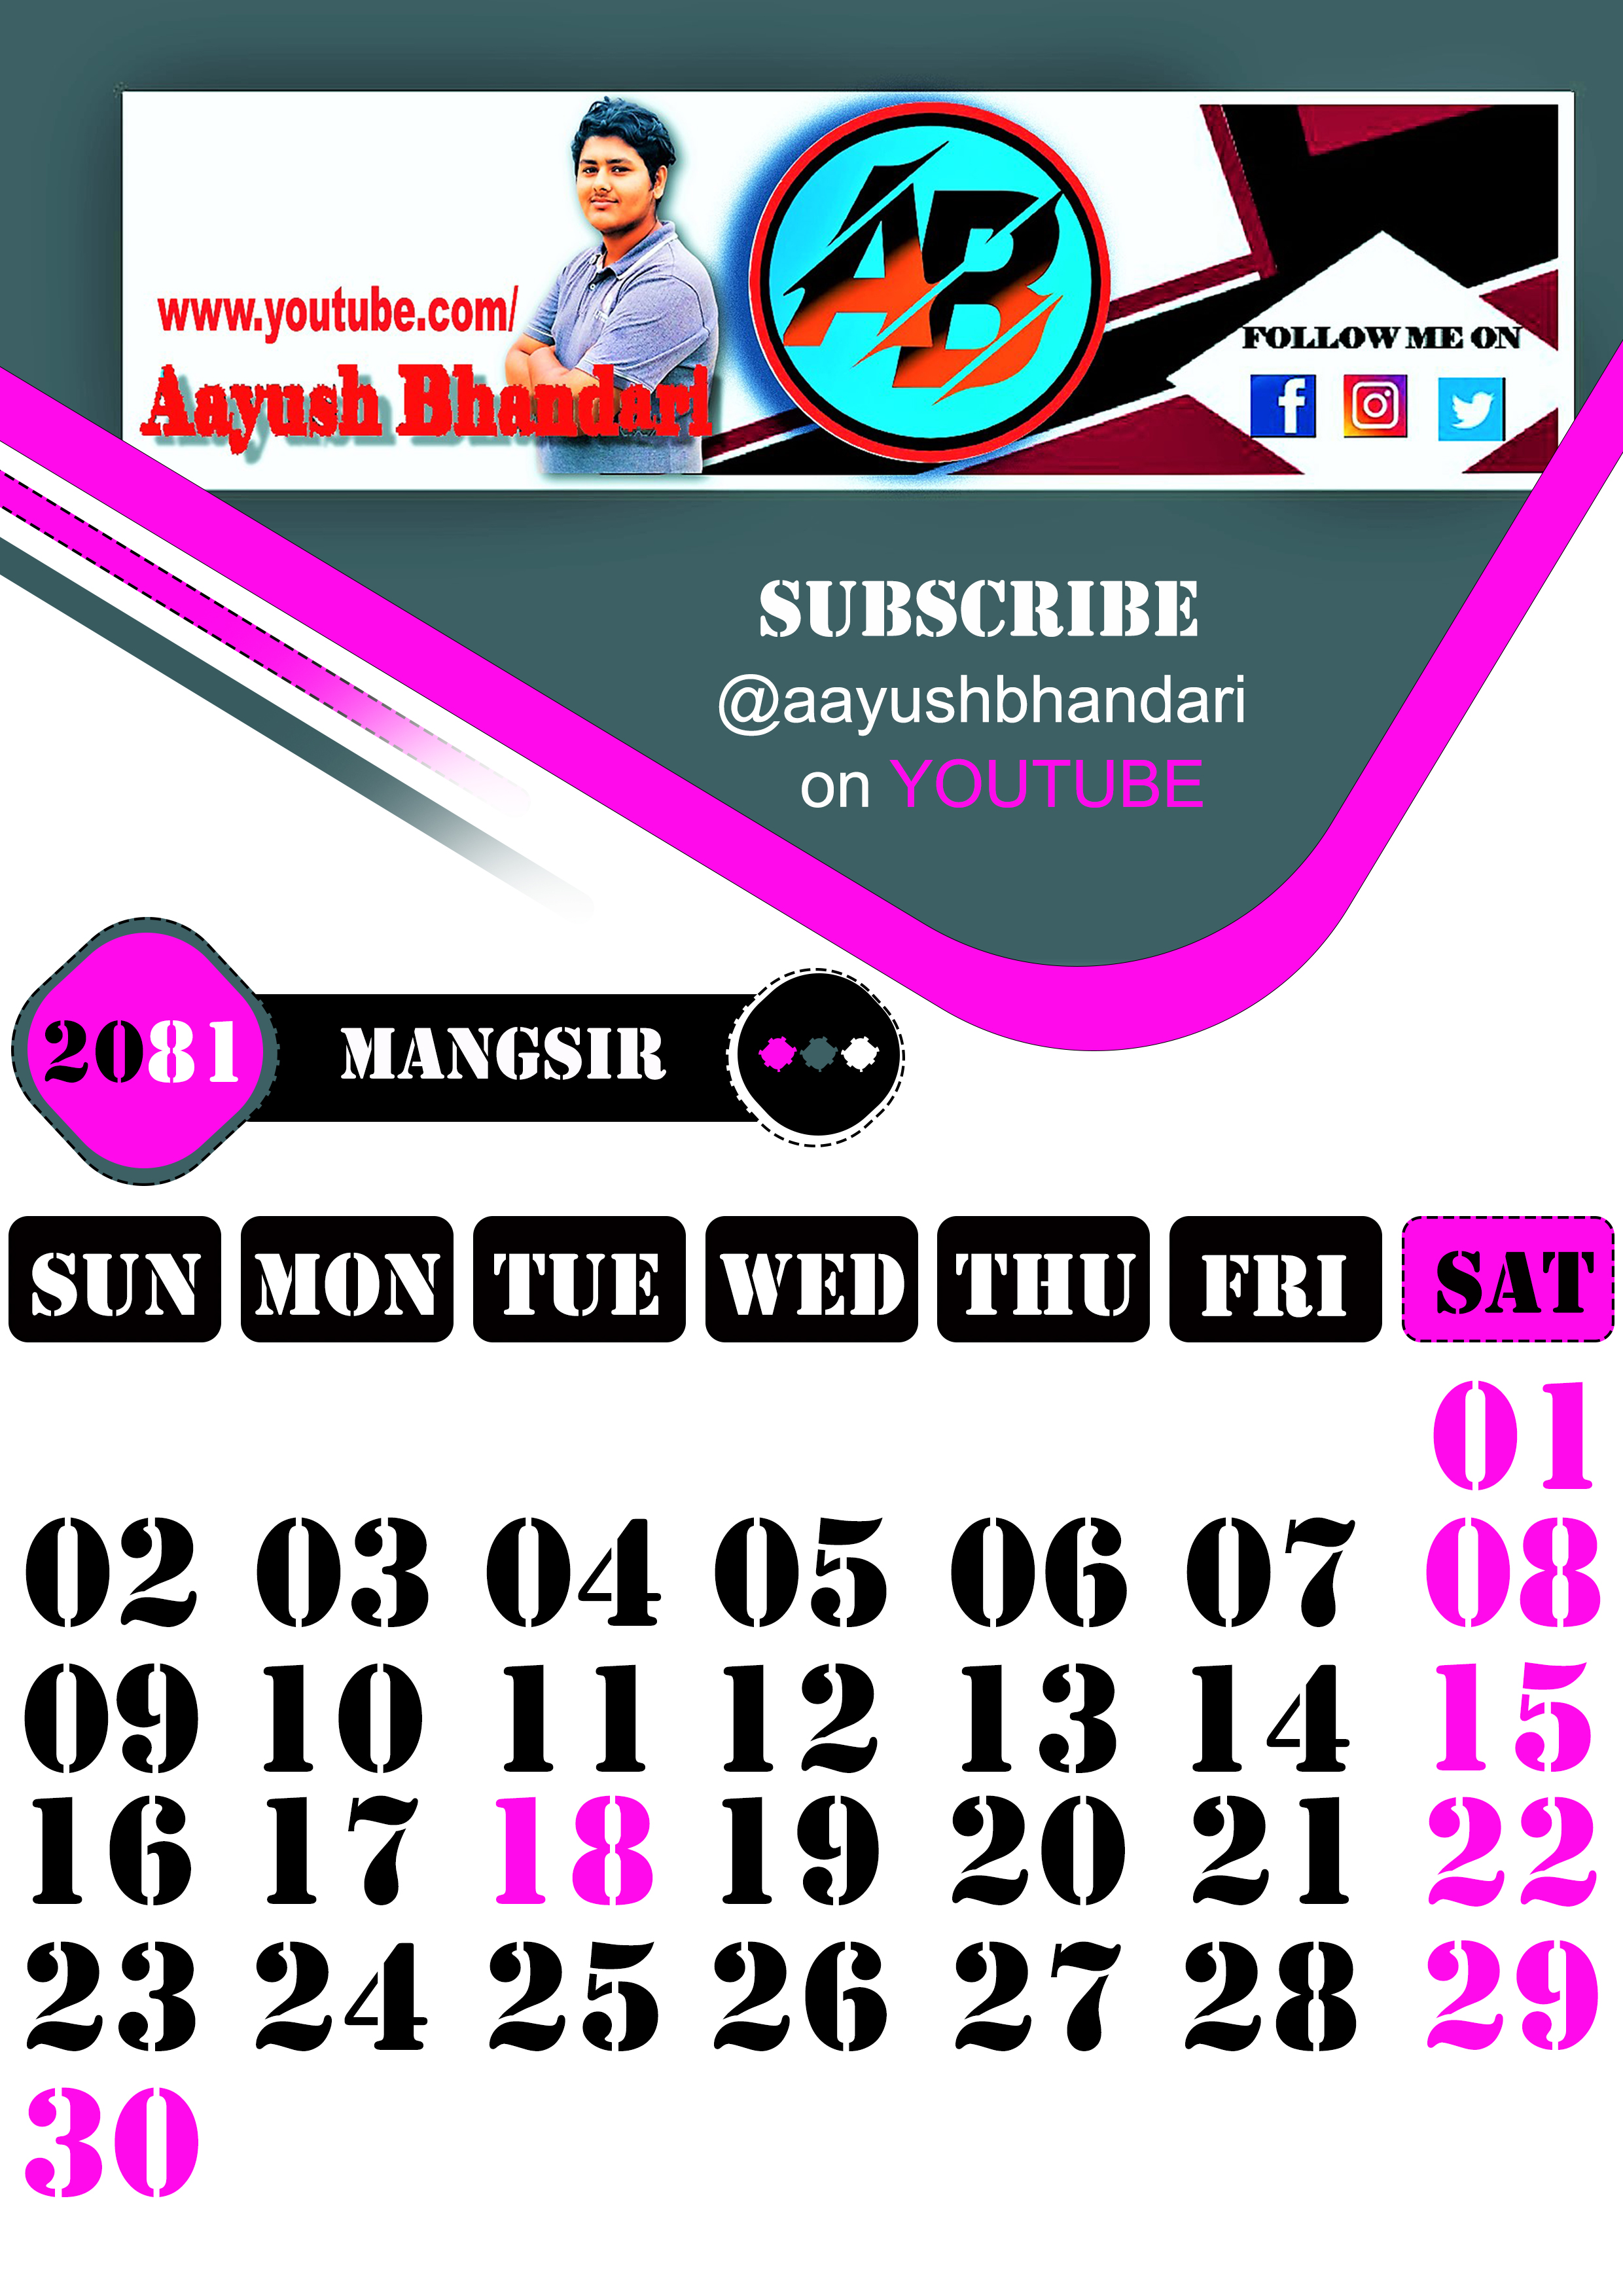 www.youtube.com/
Aayush Bhandari
AB
FOLLOW ME ON
SUBSCRIBE
@aayushbhandari
on YOUTUBE
2081 MANGSIR
SUN MON TUE WED THU FRI SAT
01
02 03 04 05 06 07 08
09 10 11 12 13 14 15
16 17 18 19 20 21 22
23 24 25 26 27 28 29
30